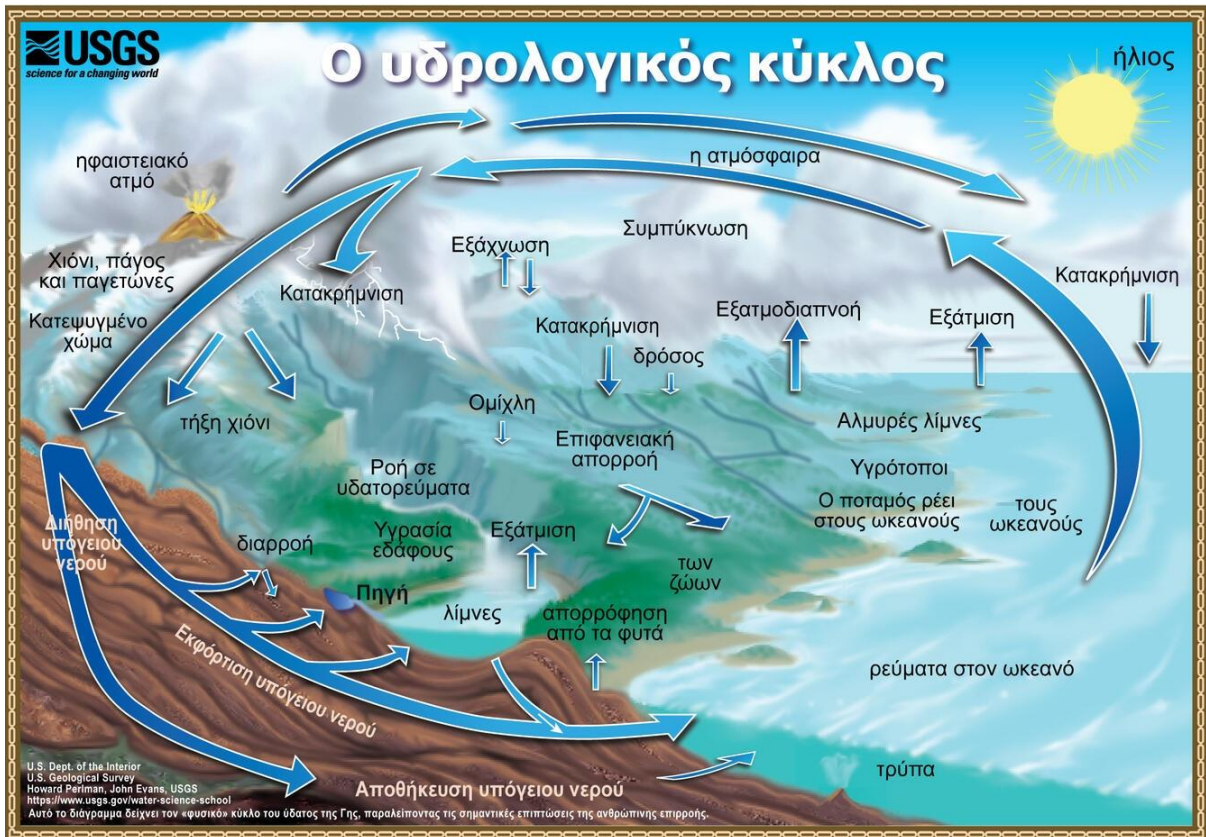 USGS
science for a changing world
Ο υδρολογικός κύκλος
ήλιος
ηφαιστειακό
ατμό
η ατμόσφαιρα
Συμπύκνωση
Εξάχνωση
Χιόνι, πάγος
και παγετώνες
Κατακρήμνιση
Κατακρήμνιση
Κατεψυγμένο
χώμα
Κατακρήμνιση
Εξατμοδιαπνοή
Εξάτμιση
δρόσος
τήξη χιόνι
Ομίχλη
Αλμυρές λίμνες
Επιφανειακή
απορροή
Ροή σε
υδατορεύματα
Υγρότοποι
Ο ποταμός ρέει
στους ωκεανούς
τους
ωκεανούς
Διήθηση
υπόγειου
νερού
διαρροή
Υγρασία
εδάφους
Εξάτμιση
των
ζώων
Πηγή
λίμνες
απορρόφηση
από τα φυτά
Εκφόρτιση υπόγειου νερού
ρεύματα στον ωκεανό
τρύπα
Αποθήκευση υπόγειου νερού
U.S. Dept. of the Interior
U.S. Geological Survey
Howard Perlman, John Evans, USGS
https://www.usgs.gov/water-science-school
Αυτό το διάγραμμα δείχνει τον «φυσικό» κύκλο του ύδατος της Γης, παραλείποντας τις σημαντικές επιπτώσεις της ανθρώπινης επιρροής.